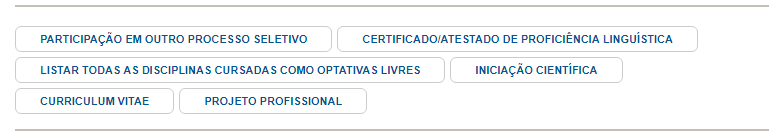 PARTICIPAÇÃO EM OUTRO PROCESSO SELETIVO CERTIFICADO/ATESTADO DE PROFICIÊNCIA LINGUÍSTICA
LISTAR TODAS AS DISCIPLINAS CURSADAS COMO OPTATIVAS LIVRES INICIAÇÃO CIENTÍFICA
CURRICULUM VITAE PROJETO PROFISSIONAL